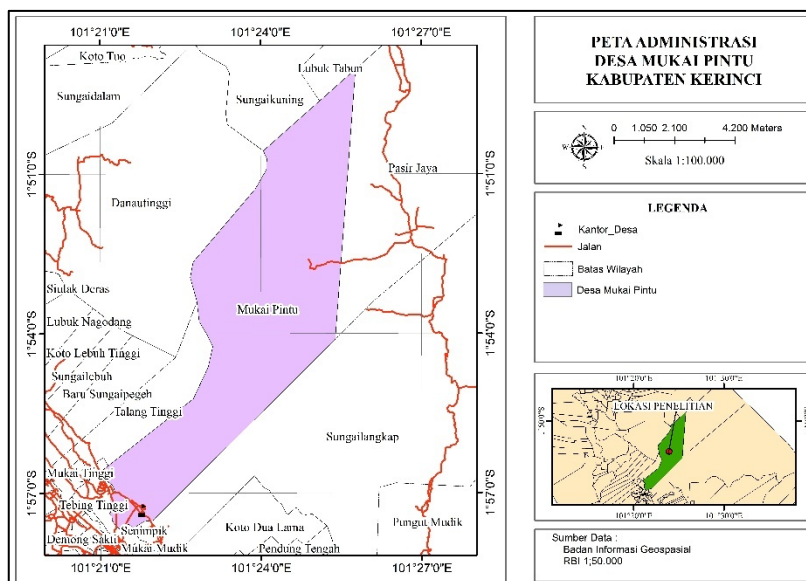 101°21'0"E 101°24'0"E 101°27'0"E
Koto Tuo
Lubuk Tabun
Sungaidalam
Sungaikuning
Pasir Jaya
1°51'0"S
1°51'0"S
Danautinggi
Siulak Deras
Mukai Pintu
Lubuk Nagodang
1°54'0"S
1°54'0"S
Koto Lebuh Tinggi
Sungailebuh
Baru Sungaipegeh
Talang Tinggi
Sungailangkap
Mukai Tinggi
1°57'0"S
1°57'0"S
Tebing Tinggi
Senimpik
Koto Dua Lama
Pungut Mudik
Demong Sakti
Mukai Mudik
Pendung Tengah
101°21'0"E 101°24'0"E 101°27'0"E
PETA ADMINISTRASI
DESA MUKAI PINTU
KABUPATEN KERINCI
0 1.050 2.100 4.200 Meters
Skala 1:100.000
LEGENDA
Kantor_Desa
Jalan
Batas Wilayah
Desa Mukai Pintu
LOKASI PENELITIAN
Sumber Data :
Badan Informasi Geospasial
RBI 1;50.000